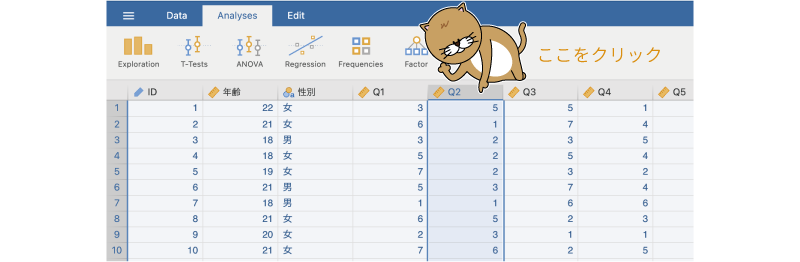 Data Analyses Edit
ここをクリック
Exploration T-Tests ANOVA Regression Frequencies Factor
ID 年齢 性別 Q1 Q2 Q3 Q4 Q5
1 1 22 女 3 5 5 1
2 2 21 女 6 1 7 4
3 3 18 男 3 2 3 5
4 4 18 女 5 2 5 4
5 5 19 女 7 2 3 2
6 6 21 男 5 3 7 4
7 7 18 男 1 1 6 6
8 8 21 女 6 5 2 3
9 9 20 女 2 3 1 1
10 10 21 女 7 6 2 5